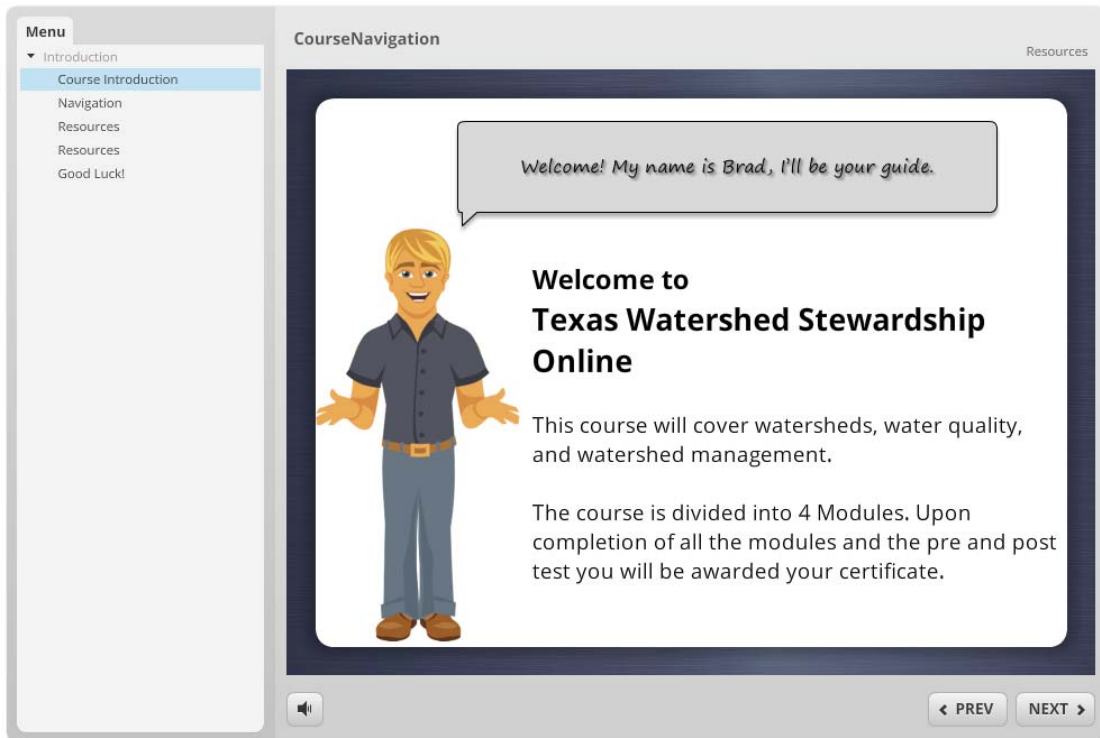 Menu
Introduction
Course Introduction
Navigation
Resources
Resources
Good Luck!
CourseNavigation
Resources
Welcome! My name is Brad, I'll be your guide.
Welcome to
Texas Watershed Stewardship
Online
This course will cover watersheds, water quality,
and watershed management.
The course is divided into 4 Modules. Upon
completion of all the modules and the pre and post
test you will be awarded your certificate.
PREV
NEXT